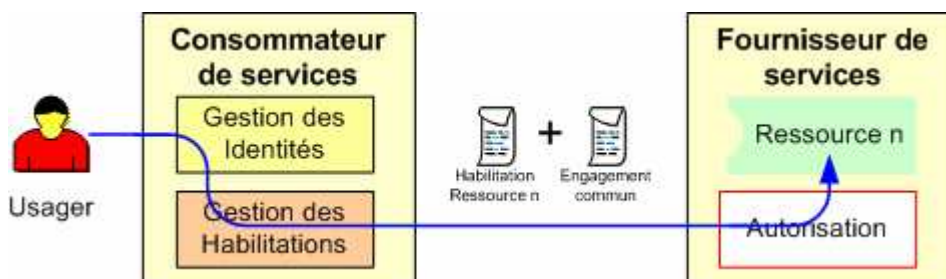 Usager
Consommateur
de services
Gestion des
Identités
Gestion des
Habilitations
+
Habilitation
Ressource n
Engagement
commun
Fournisseur de
services
Ressource n
Autorisation